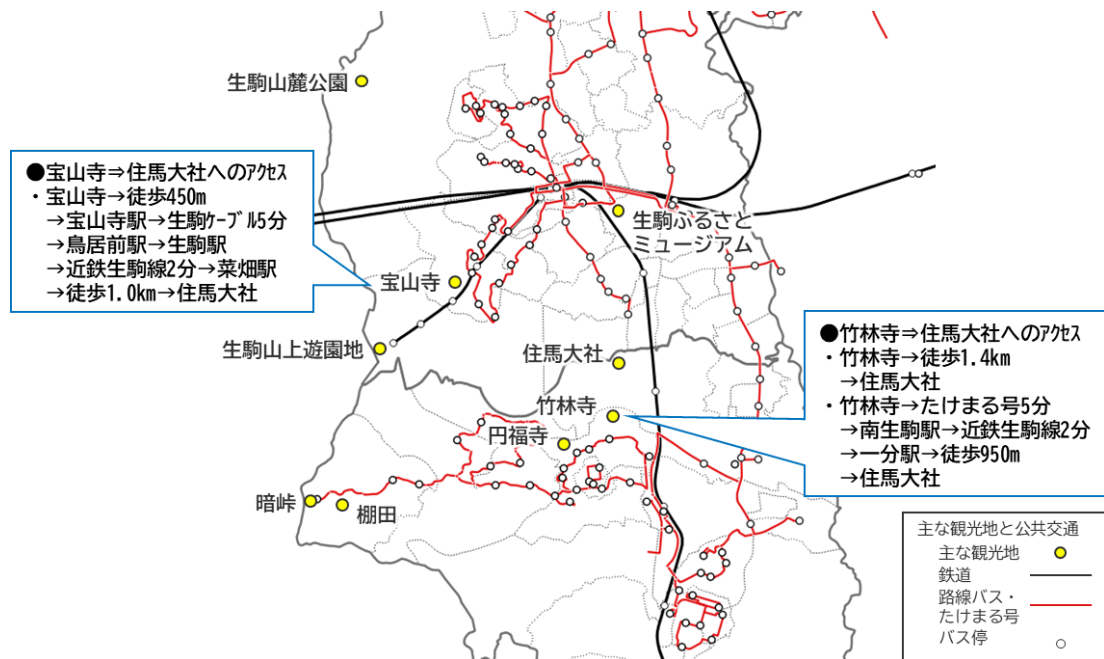 生駒山麓公園
●宝山寺⇒住馬大社へのアクセス
・宝山寺→徒歩450m
→宝山寺駅→生駒ケーブル5分
→鳥居前駅→生駒駅
→近鉄生駒線2分→菜畑駅
→徒歩1.0km→住馬大社
生駒ふるさと
ミュージアム
宝山寺
生駒山上遊園地
住馬大社
●竹林寺⇒住馬大社へのアクセス
・竹林寺→徒歩1.4km
→住馬大社
・竹林寺→たけまる号5分
→南生駒駅→近鉄生駒線2分
→一分駅→徒歩950m
→住馬大社
竹林寺
円福寺
暗峠
棚田
主な観光地と公共交通
主な観光地
鉄道
路線バス・
たけまる号
バス停